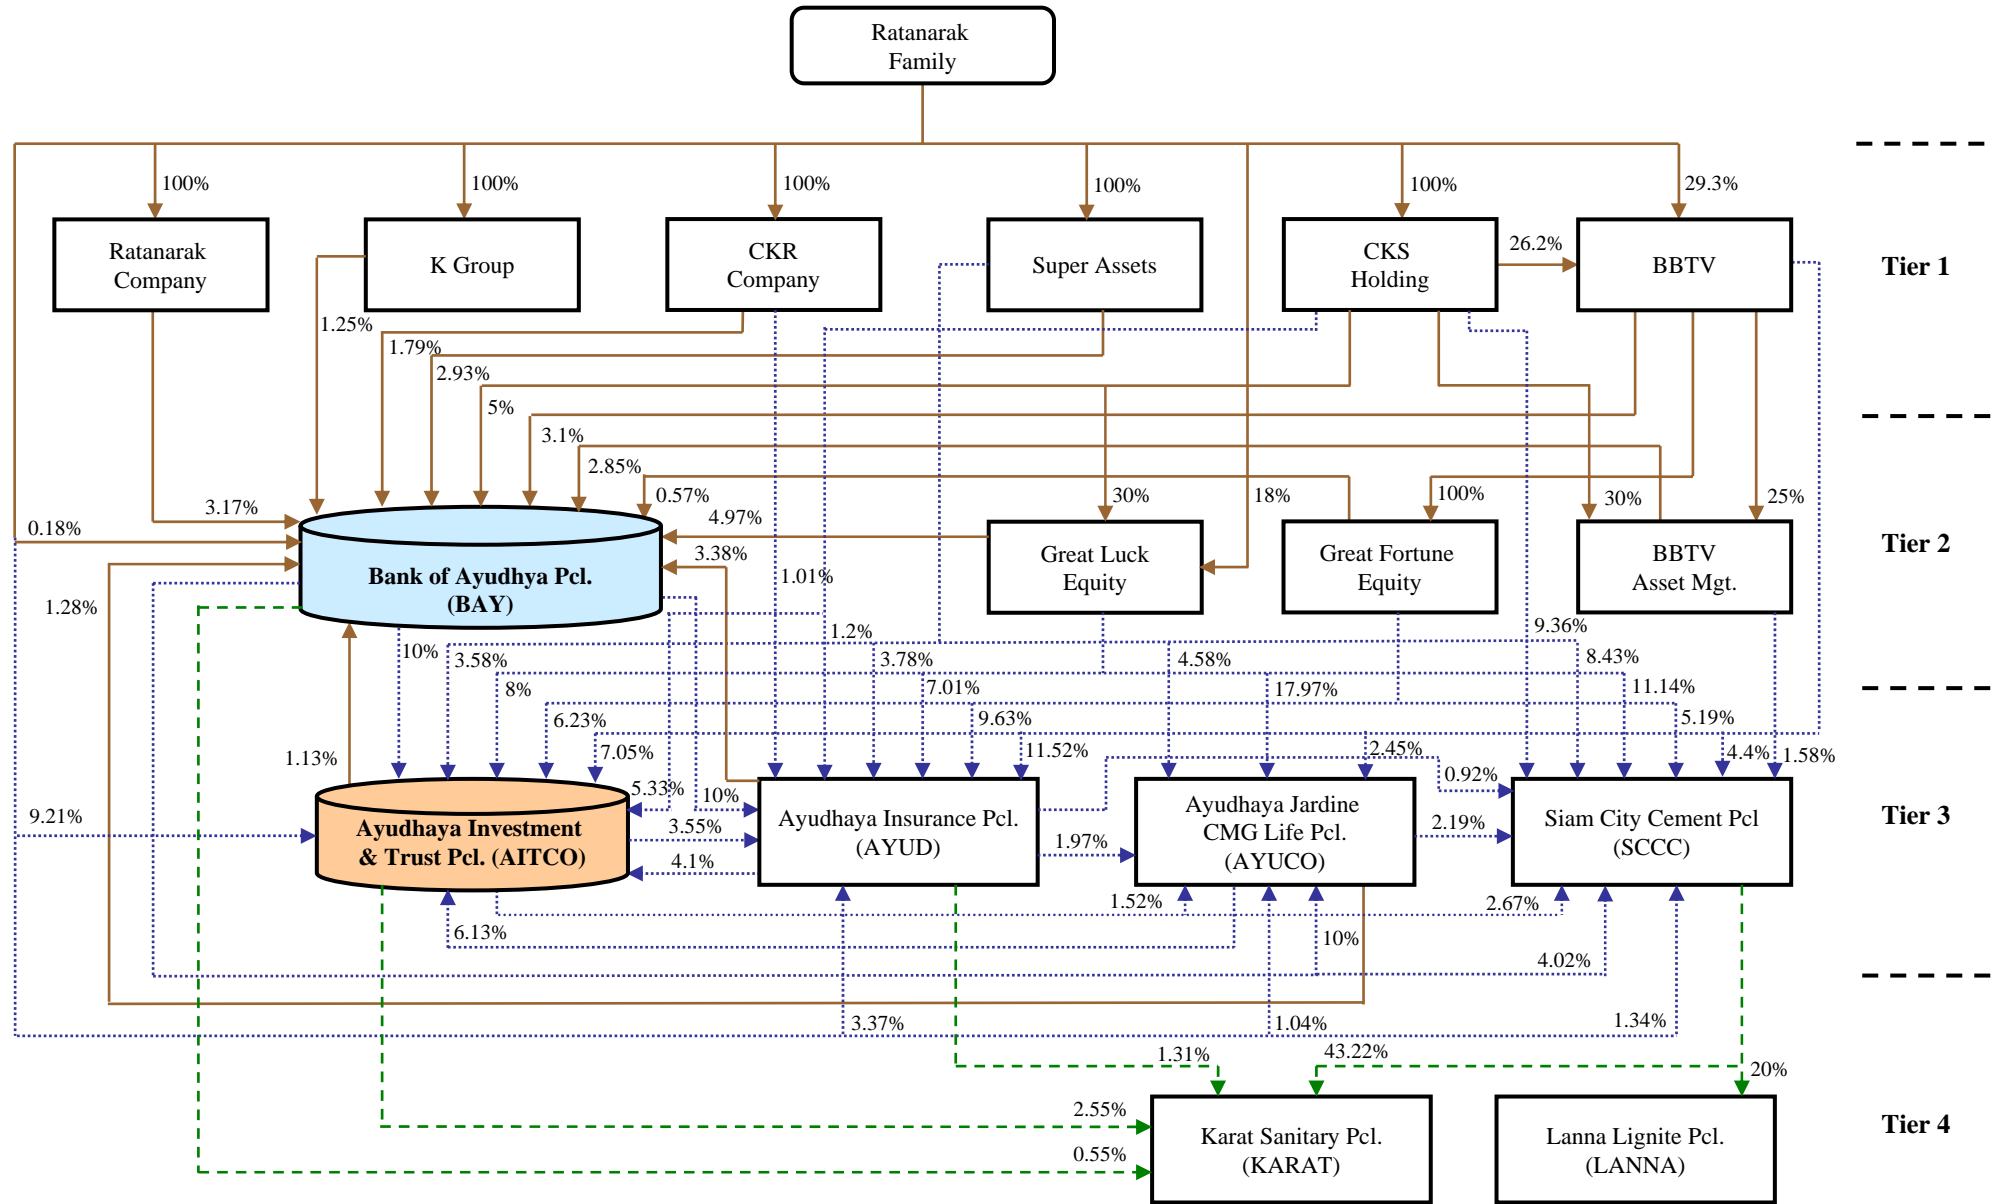 Ratanarak
Family
100%
100%
100%
100%
100%
29.3%
Ratanarak
Company
K Group
CKR
Company
Super Assets
CKS
Holding
26.2%
BBTV
Tier 1
1.25%
1.79%
2.93%
5%
3.1%
2.85%
0.57%
30%
18%
100%
30%
25%
3.17%
0.18%
4.97%
3.38%
1.28%
Bank of Ayudhya Pcl.
(BAY)
Great Luck
Equity
Great Fortune
Equity
BBTV
Asset Mgt.
Tier 2
1.01%
10%
3.58%
1.2%
3.78%
4.58%
9.36%
8.43%
8%
7.01%
17.97%
11.14%
6.23%
9.63%
5.19%
1.13%
7.05%
11.52%
2.45%
4.4%
1.58%
5.33%
10%
0.92%
9.21%
Ayudhaya Investment
& Trust Pcl. (AITCO)
3.55%
4.1%
Ayudhaya Insurance Pcl.
(AYUD)
1.97%
Ayudhaya Jardine
CMG Life Pcl.
(AYUCO)
2.19%
Siam City Cement Pcl
(SCCC)
Tier 3
1.52%
2.67%
6.13%
10%
4.02%
3.37%
1.04%
1.34%
1.31%
43.22%
20%
2.55%
0.55%
Karat Sanitary Pcl.
(KARAT)
Lanna Lignite Pcl.
(LANNA)
Tier 4